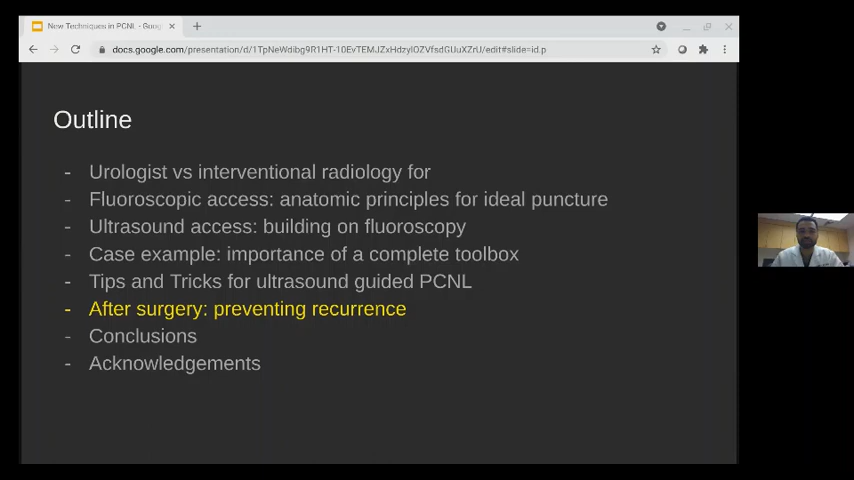 New Techniques in PCNL - Goog
docs.google.com/presentation/d/1TpNeWdibg9R1HT-10EvTEMJZxHdzylOZVfsdGUuXZrU/edit#slide=id.p
Outline
- Urologist vs interventional radiology for
- Fluoroscopic access: anatomic principles for ideal puncture
- Ultrasound access: building on fluoroscopy
- Case example: importance of a complete toolbox
- Tips and Tricks for ultrasound guided PCNL
- After surgery: preventing recurrence
- Conclusions
- Acknowledgements